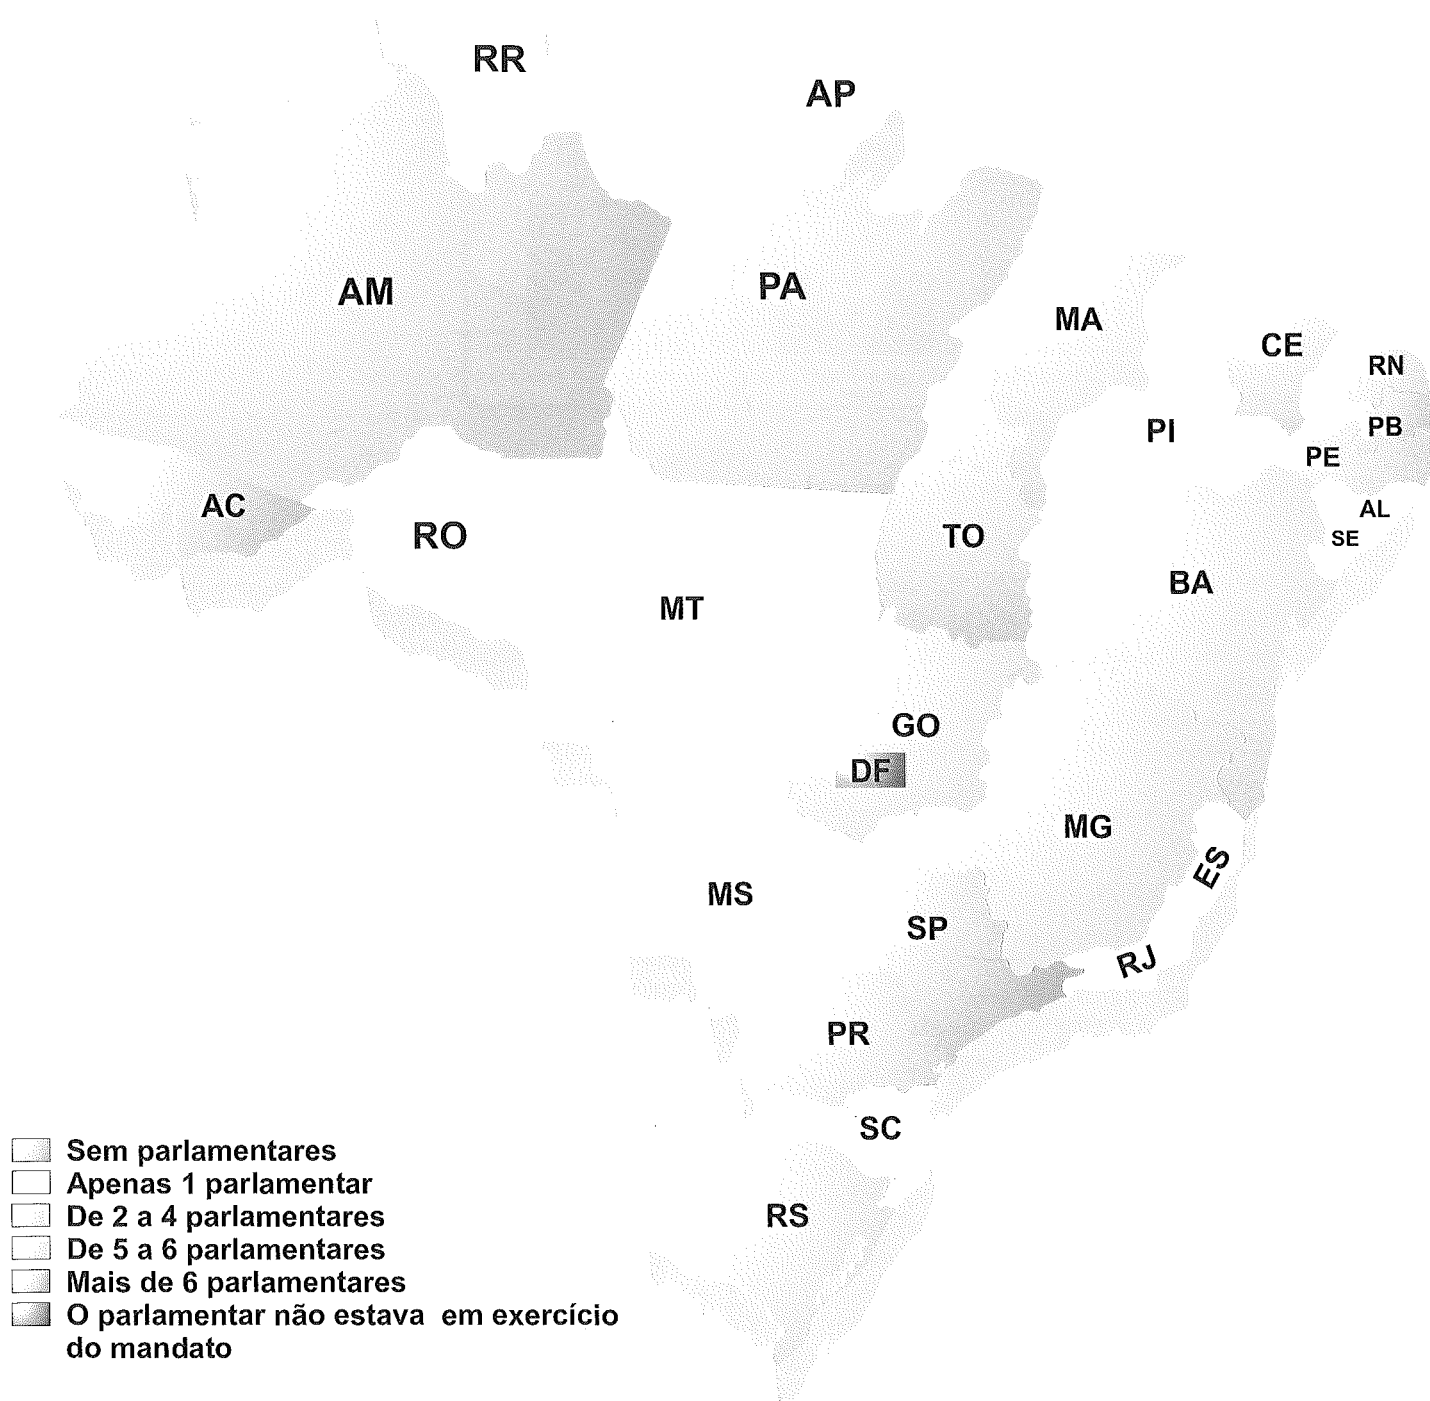 RR
AP
AM
PA
MA
CE
RN
PI
PB
PE
AC
AL
RO
TO
SE
BA
MT
GO
DF
MG
ES
MS
SP
RJ
PR
SC
RS
Sem parlamentares
Apenas 1 parlamentar
De 2 a 4 parlamentares
De 5 a 6 parlamentares
Mais de 6 parlamentares
O parlamentar não estava em exercício
do mandato